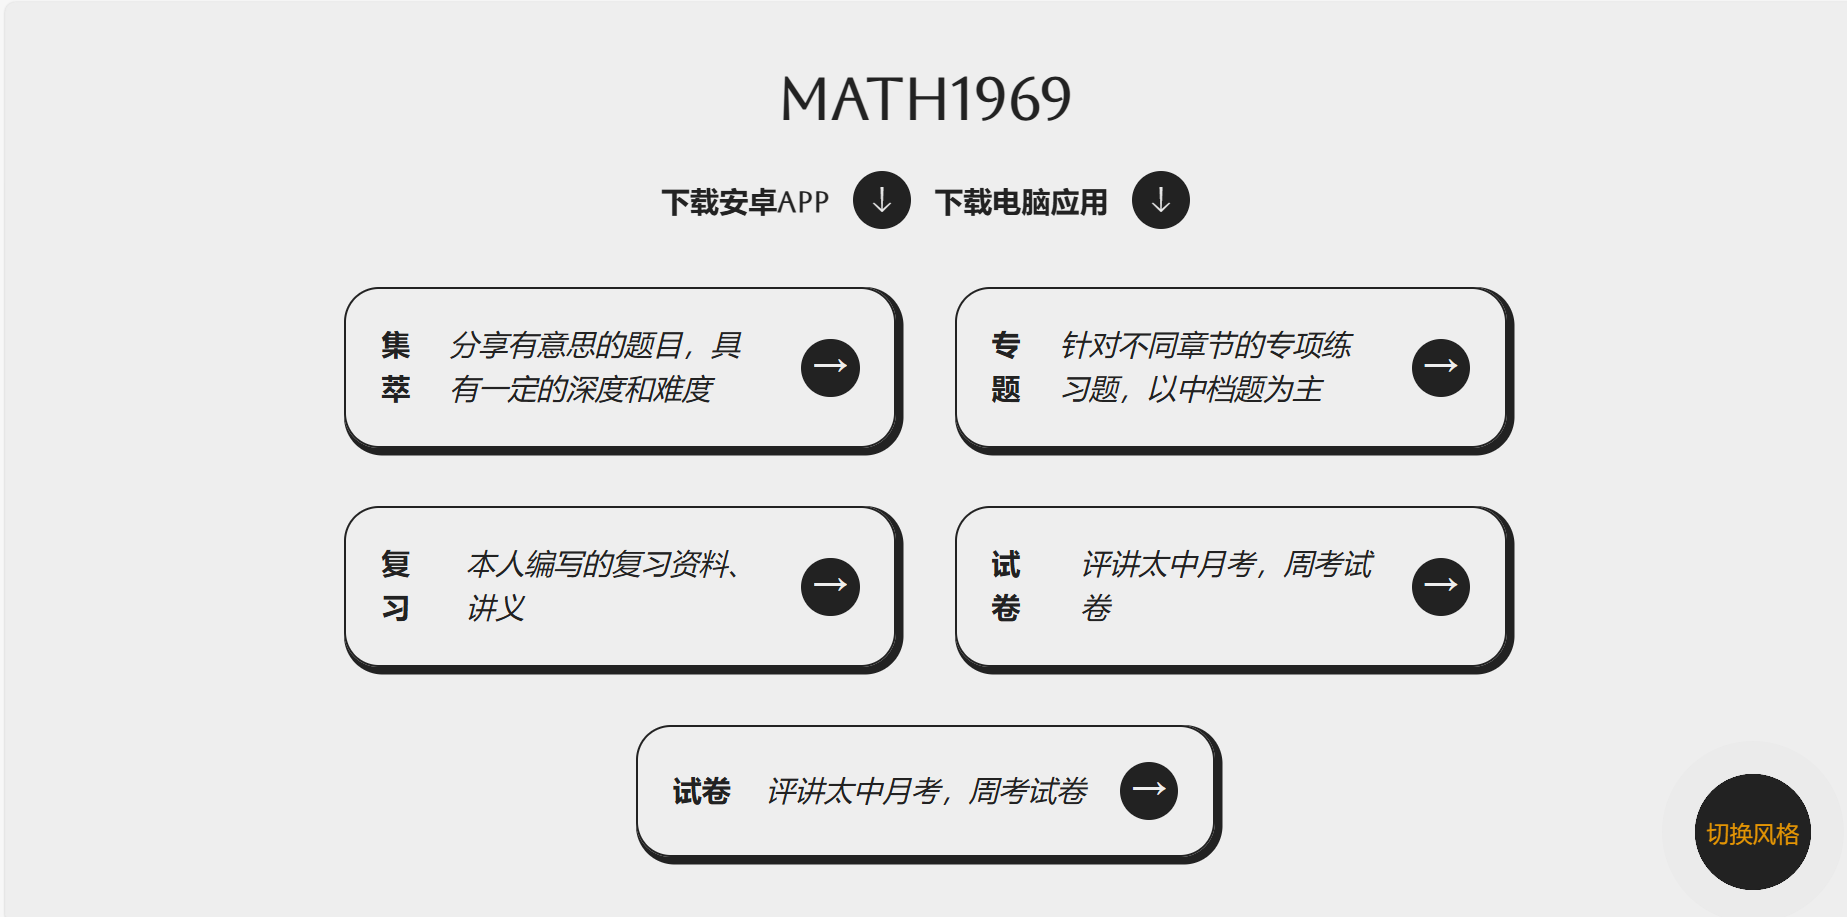 MATH1969
下载安卓APP ↓ 下载电脑应用 ↓
集
萃
分享有意思的题目，具
有一定的深度和难度
→
专
题
针对不同章节的专项练
习题，以中档题为主
→
复
习
本人编写的复习资料、
讲义
→
试
卷
评讲太中月考，周考试
卷
→
试卷 评讲太中月考，周考试卷 →
切换风格